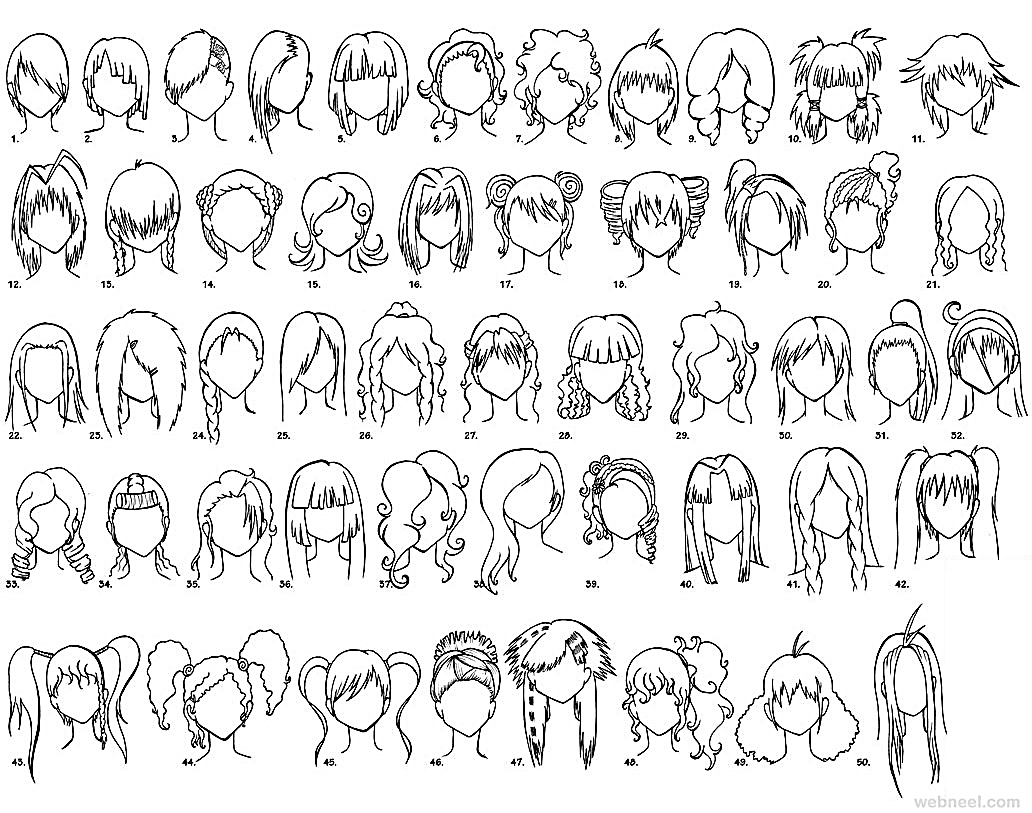 1. 2. 3. 4. 5. 6. 7. 8. 9. 10. 11.
12. 13. 14. 15. 16. 17. 18. 19. 20. 21.
22. 23. 24. 25. 26. 27. 28. 29. 30. 31. 32.
33. 34. 35. 36. 37. 38. 39. 40. 41. 42.
43. 44. 45. 46. 47. 48. 49. 50.
webneel.com